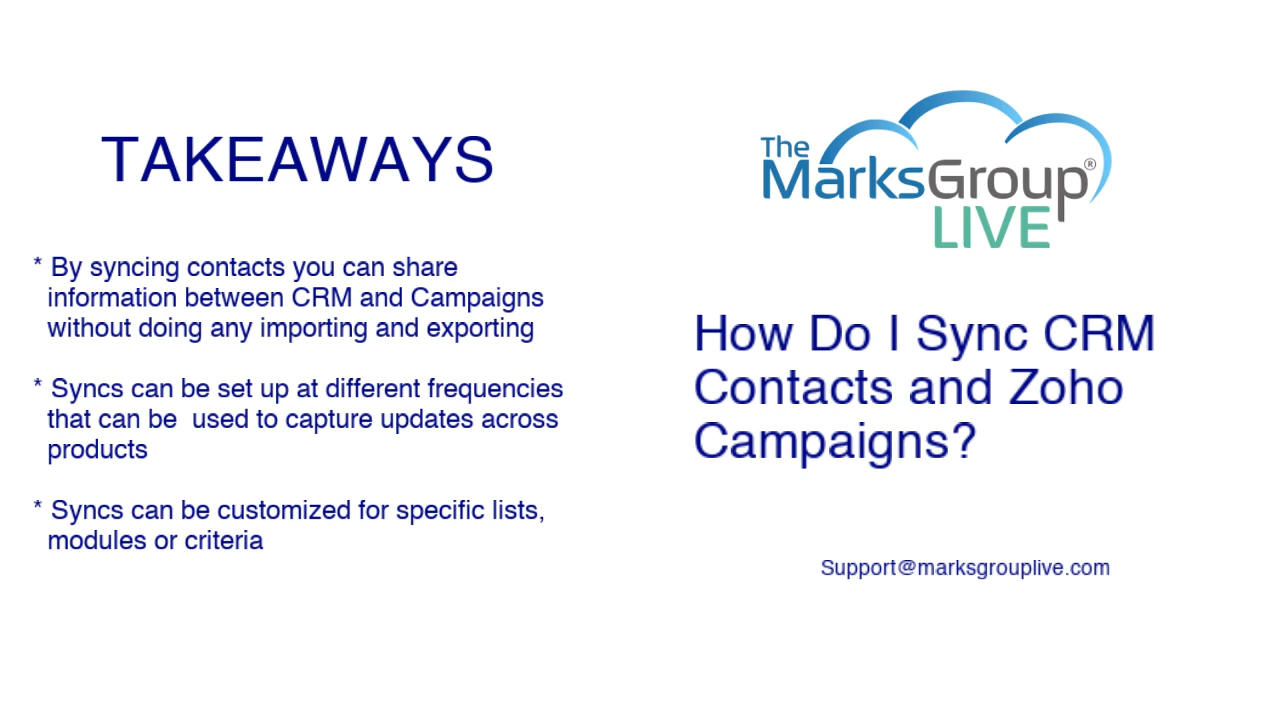 TAKEAWAYS
* By syncing contacts you can share
information between CRM and Campaigns
without doing any importing and exporting
* Syncs can be set up at different frequencies
that can be  used to capture updates across
products
* Syncs can be customized for specific lists,
modules or criteria
The
MarksGroup®
LIVE
How Do I Sync CRM
Contacts and Zoho
Campaigns?
Support@marksgrouplive.com